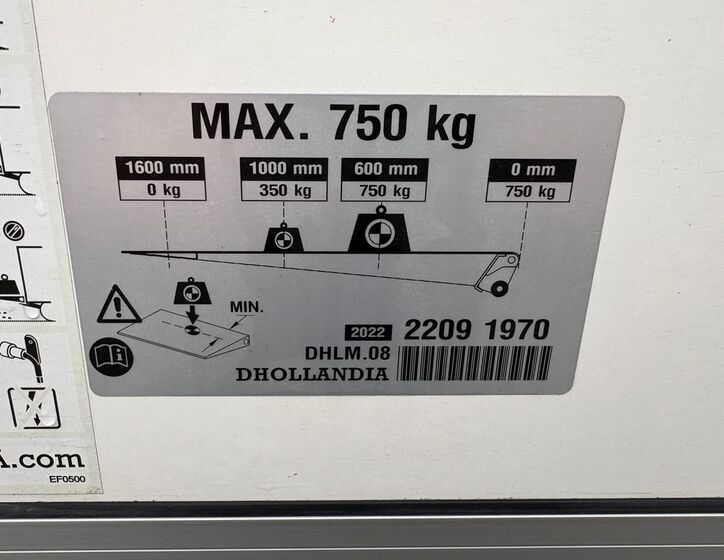 MAX. 750 kg
1600 mm 1000 mm 600 mm 0 mm
0 kg 350 kg 750 kg 750 kg
MIN.
2022 2209 1970
DHLM.08
DHOLLANDIA
.com
EF0500